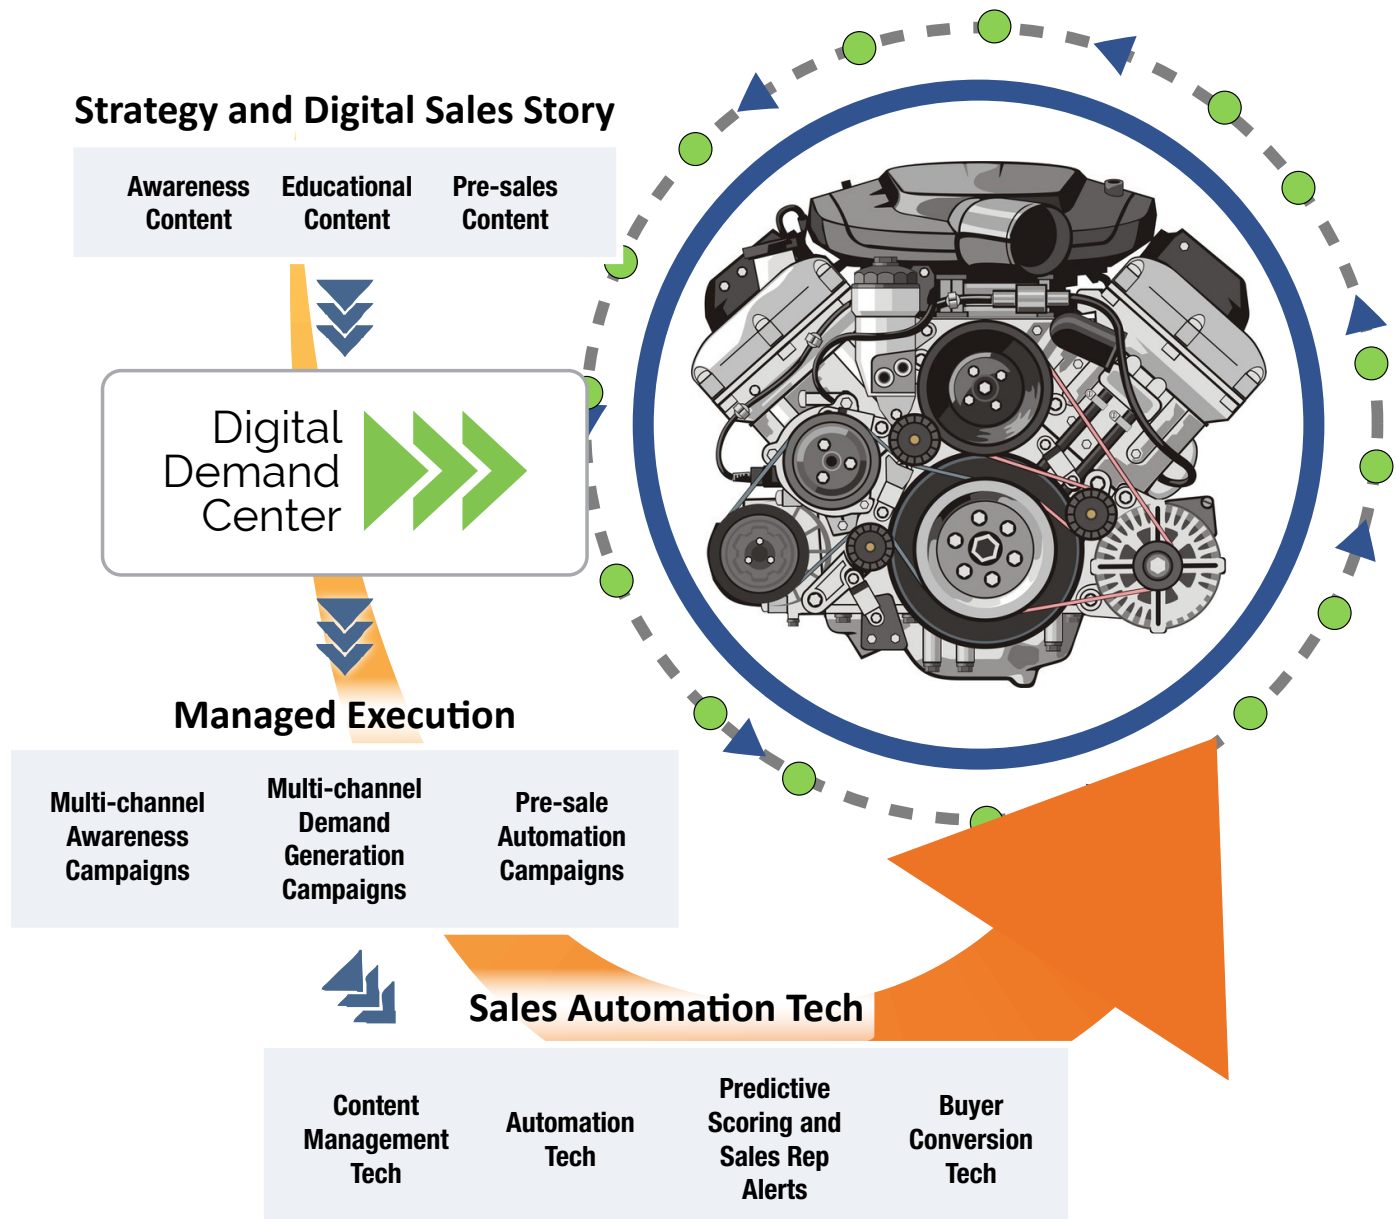 Strategy and Digital Sales Story
Awareness
Content
Educational
Content
Pre-sales
Content
Digital
Demand
Center
Managed Execution
Multi-channel
Awareness
Campaigns
Multi-channel
Demand
Generation
Campaigns
Pre-sale
Automation
Campaigns
Sales Automation Tech
Content
Management
Tech
Automation
Tech
Predictive
Scoring and
Sales Rep
Alerts
Buyer
Conversion
Tech